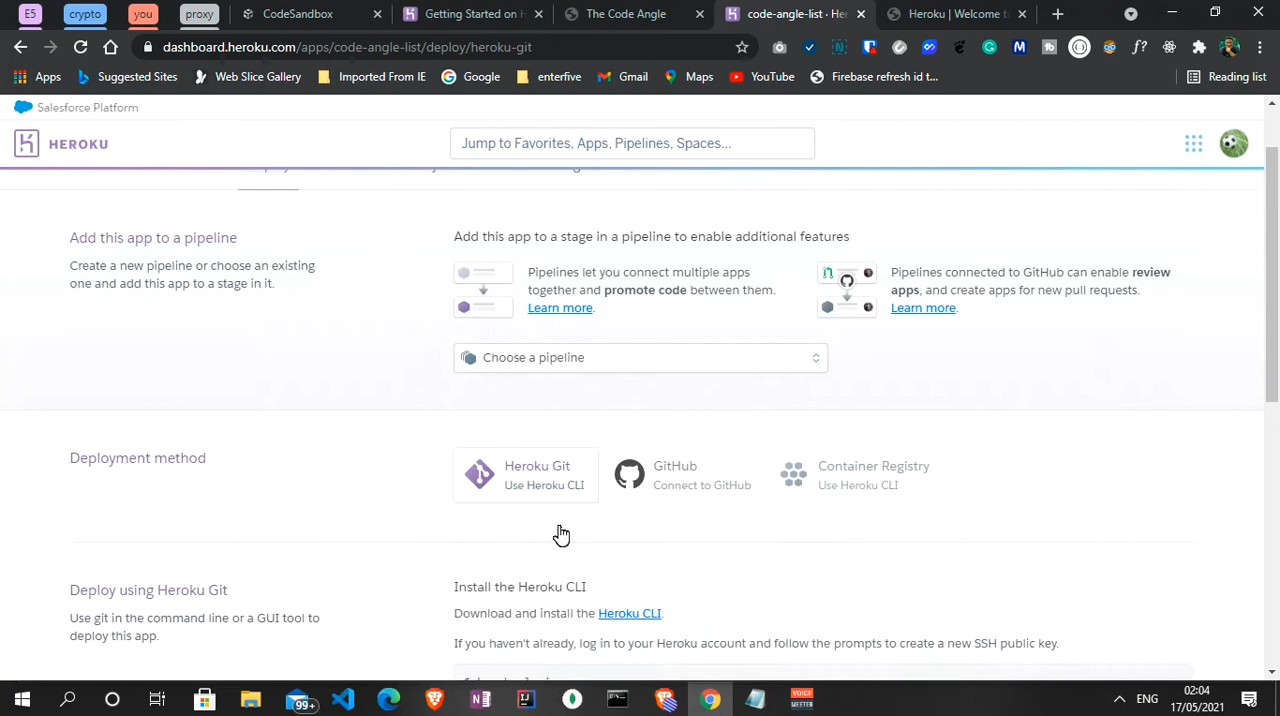 E5
crypto
you
proxy
CodeSandbox
Getting started on H
The Code Angle
code-angle-list - He
Heroku | Welcome t
dashboard.heroku.com/apps/code-angle-list/deploy/heroku-git
Apps
Suggested Sites
Web Slice Gallery
Imported From IE
Google
enterfive
Gmail
Maps
YouTube
Firebase refresh id t...
Reading list
Salesforce Platform
HEROKU
Jump to Favorites, Apps, Pipelines, Spaces...
Add this app to a pipeline
Create a new pipeline or choose an existing
one and add this app to a stage in it.
Add this app to a stage in a pipeline to enable additional features
Pipelines let you connect multiple apps
together and promote code between them.
Learn more.
Pipelines connected to GitHub can enable review
apps, and create apps for new pull requests.
Learn more.
Choose a pipeline
Deployment method
Heroku Git
Use Heroku CLI
GitHub
Connect to GitHub
Container Registry
Use Heroku CLI
Deploy using Heroku Git
Use git in the command line or a GUI tool to
deploy this app.
Install the Heroku CLI
Download and install the Heroku CLI.
If you haven't already, log in to your Heroku account and follow the prompts to create a new SSH public key.
99+
VOICE
MEETER
ENG
02:04
17/05/2021